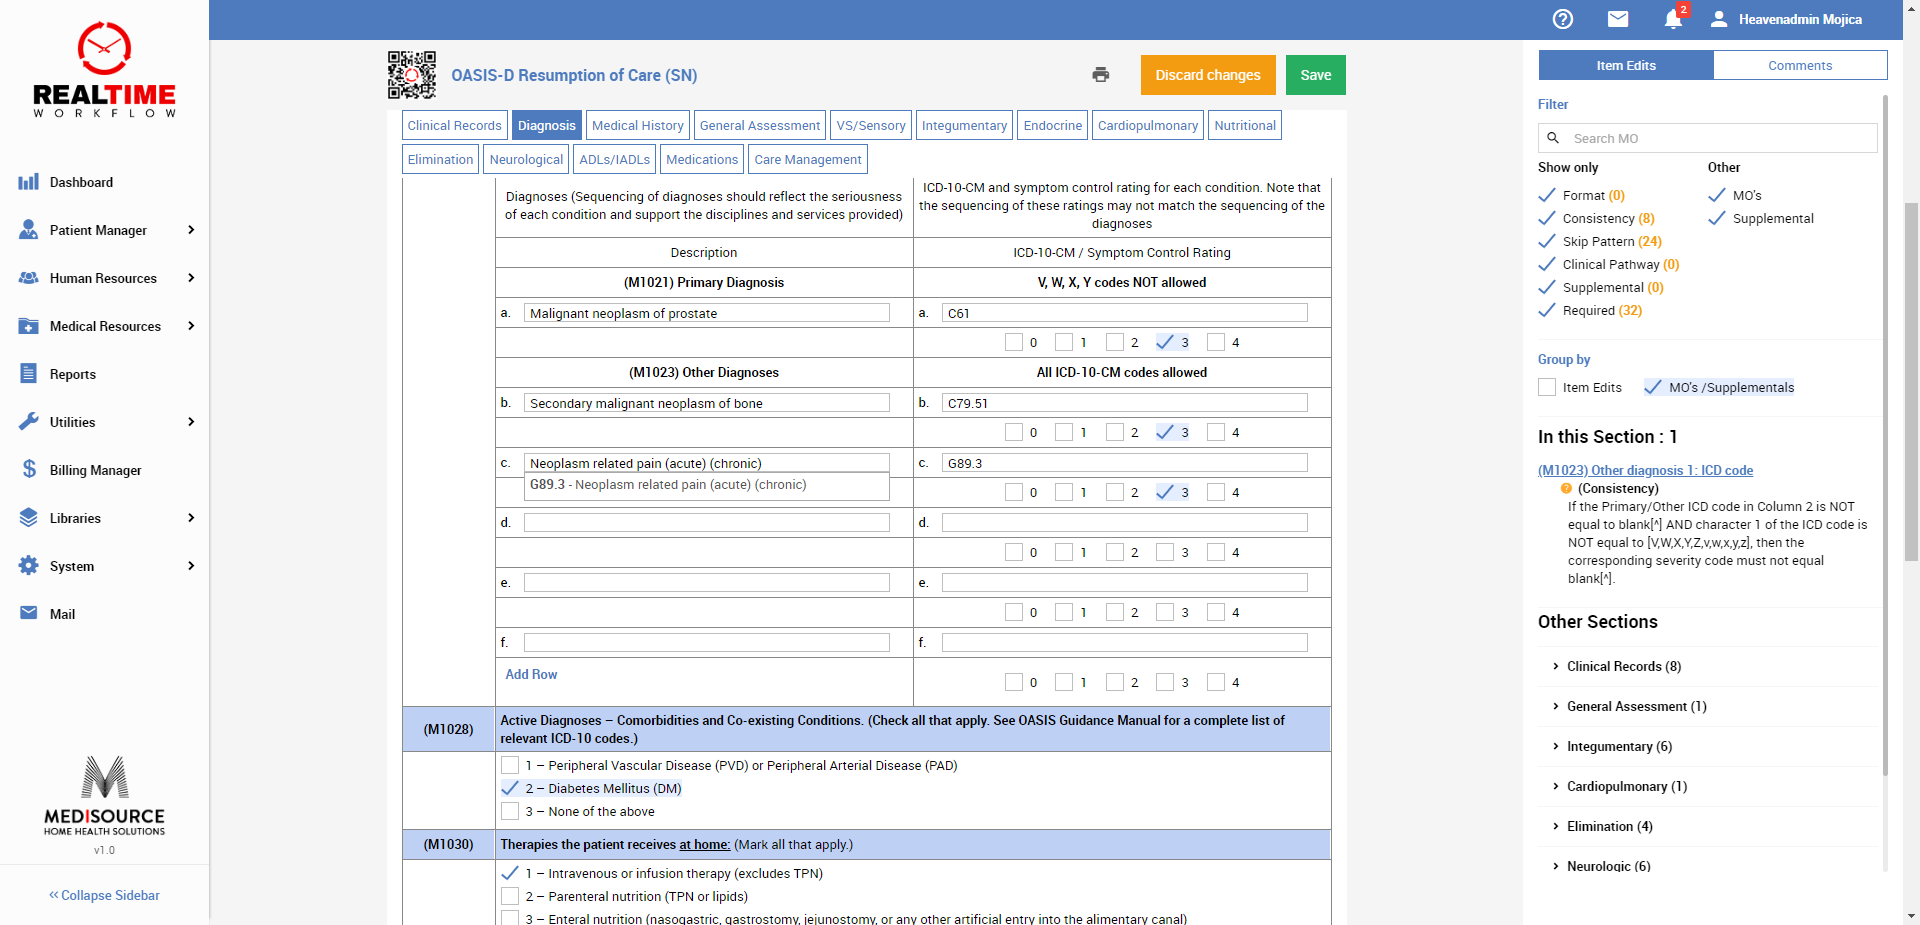 REALTIME
WORKFLOW
Dashboard
Patient Manager
Human Resources
Medical Resources
Reports
Utilities
Billing Manager
Libraries
System
Mail
MEDISOURCE
HOME HEALTH SOLUTIONS
v1.0
Collapse Sidebar
2
Heavenadmin Mojica
OASIS-D Resumption of Care (SN)
Discard changes
Save
Clinical Records
Diagnosis
Medical History
General Assessment
VS/Sensory
Integumentary
Endocrine
Cardiopulmonary
Nutritional
Elimination
Neurological
ADLs/IADLs
Medications
Care Management
Diagnoses (Sequencing of diagnoses should reflect the seriousness
of each condition and support the disciplines and services provided)
ICD-10-CM and symptom control rating for each condition. Note that
the sequencing of these ratings may not match the sequencing of the
diagnoses
Description
ICD-10-CM / Symptom Control Rating
(M1021) Primary Diagnosis
V, W, X, Y codes NOT allowed
a. Malignant neoplasm of prostate
a. C61
0 1 2 3 4
(M1023) Other Diagnoses
All ICD-10-CM codes allowed
b. Secondary malignant neoplasm of bone
b. C79.51
0 1 2 3 4
c. Neoplasm related pain (acute) (chronic)
c. G89.3
G89.3 - Neoplasm related pain (acute) (chronic)
0 1 2 3 4
d.
d.
0 1 2 3 4
e.
e.
0 1 2 3 4
f.
f.
Add Row
0 1 2 3 4
(M1028)
Active Diagnoses – Comorbidities and Co-existing Conditions. (Check all that apply. See OASIS Guidance Manual for a complete list of
relevant ICD-10 codes.)
1 – Peripheral Vascular Disease (PVD) or Peripheral Arterial Disease (PAD)
2 – Diabetes Mellitus (DM)
3 – None of the above
(M1030)
Therapies the patient receives at home: (Mark all that apply.)
1 – Intravenous or infusion therapy (excludes TPN)
2 – Parenteral nutrition (TPN or lipids)
3 – Enteral nutrition (nasogastric, gastrostomy, jejunostomy, or any other artificial entry into the alimentary canal)
Item Edits
Comments
Filter
Search MO
Show only
Other
Format (0)
MO's
Consistency (8)
Supplemental
Skip Pattern (24)
Clinical Pathway (0)
Supplemental (0)
Required (32)
Group by
Item Edits
MO's /Supplementals
In this Section : 1
(M1023) Other diagnosis 1: ICD code
(Consistency)
If the Primary/Other ICD code in Column 2 is NOT
equal to blank[^] AND character 1 of the ICD code is
NOT equal to [V,W,X,Y,Z,v,w,x,y,z], then the
corresponding severity code must not equal
blank[^].
Other Sections
Clinical Records (8)
General Assessment (1)
Integumentary (6)
Cardiopulmonary (1)
Elimination (4)
Neurologic (6)